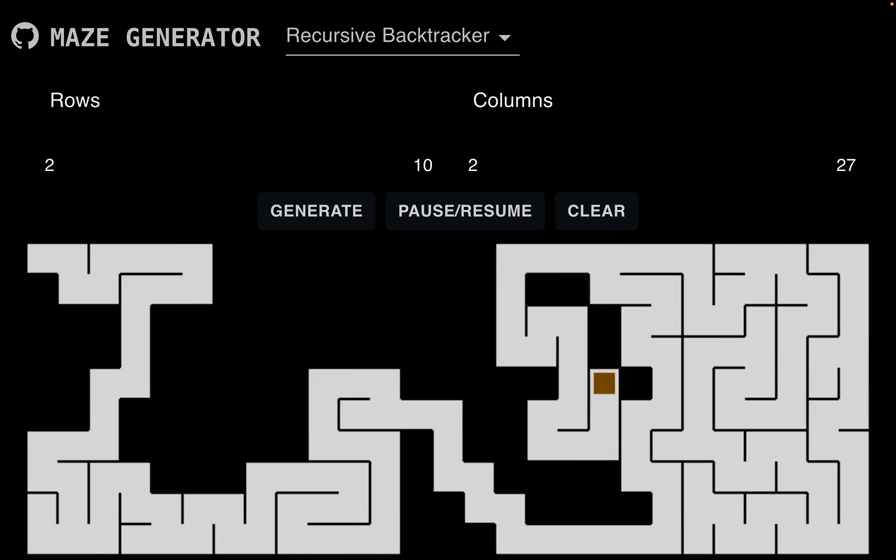 MAZE GENERATOR
Recursive Backtracker
Rows
Columns
2
10
2
27
GENERATE
PAUSE/RESUME
CLEAR